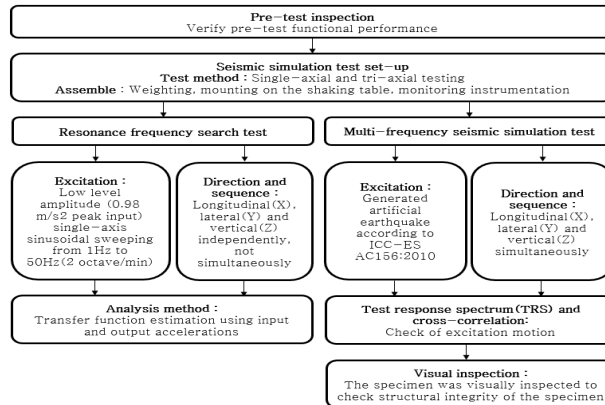 Pre-test inspection
Verify pre-test functional performance
Seismic simulation test set-up
Test method : Single-axial and tri-axial testing
Assemble : Weighting, mounting on the shaking table, monitoring instrumentation
Resonance frequency search test
Multi-frequency seismic simulation test
Excitation :
Low level
amplitude (0.98
m/s2 peak input)
single-axis
sinusoidal sweeping
from 1Hz to
50Hz(2 octave/min)
Direction and
sequence :
Longitudinal(X),
lateral(Y) and
vertical(Z)
independently,
not
simultaneously
Excitation :
Generated
artificial
earthquake
according to
ICC-ES
AC156:2010
Direction and
sequence :
Longitudinal(X),
lateral(Y) and
vertical(Z)
simultaneously
Analysis method :
Transfer function estimation using input
and output accelerations
Test response spectrum(TRS) and
cross-correlation:
Check of excitation motion
Visual inspection :
The specimen was visually inspected to
check structural integrity of the specimen